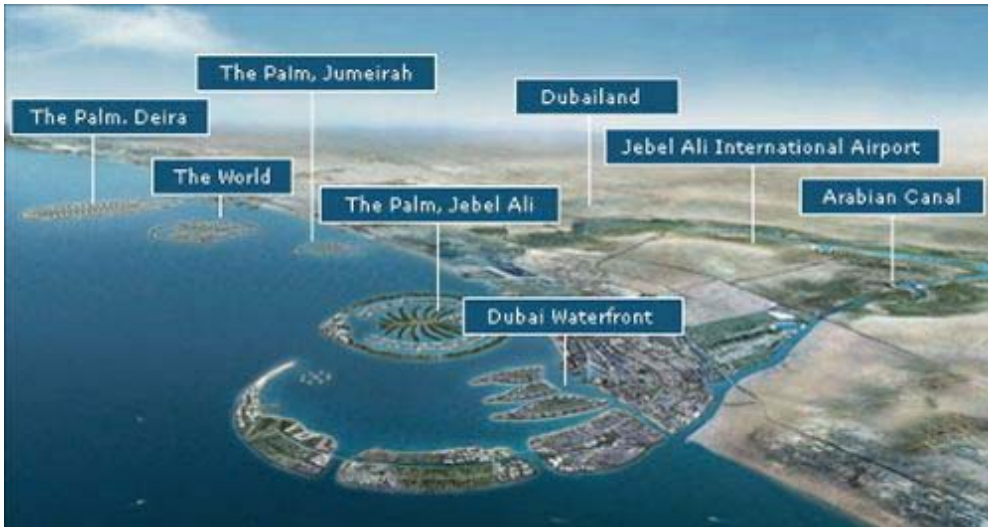 The Palm, Jumeirah
Dubailand
The Palm. Deira
Jebel Ali International Airport
The World
Arabian Canal
The Palm, Jebel Ali
Dubai Waterfront